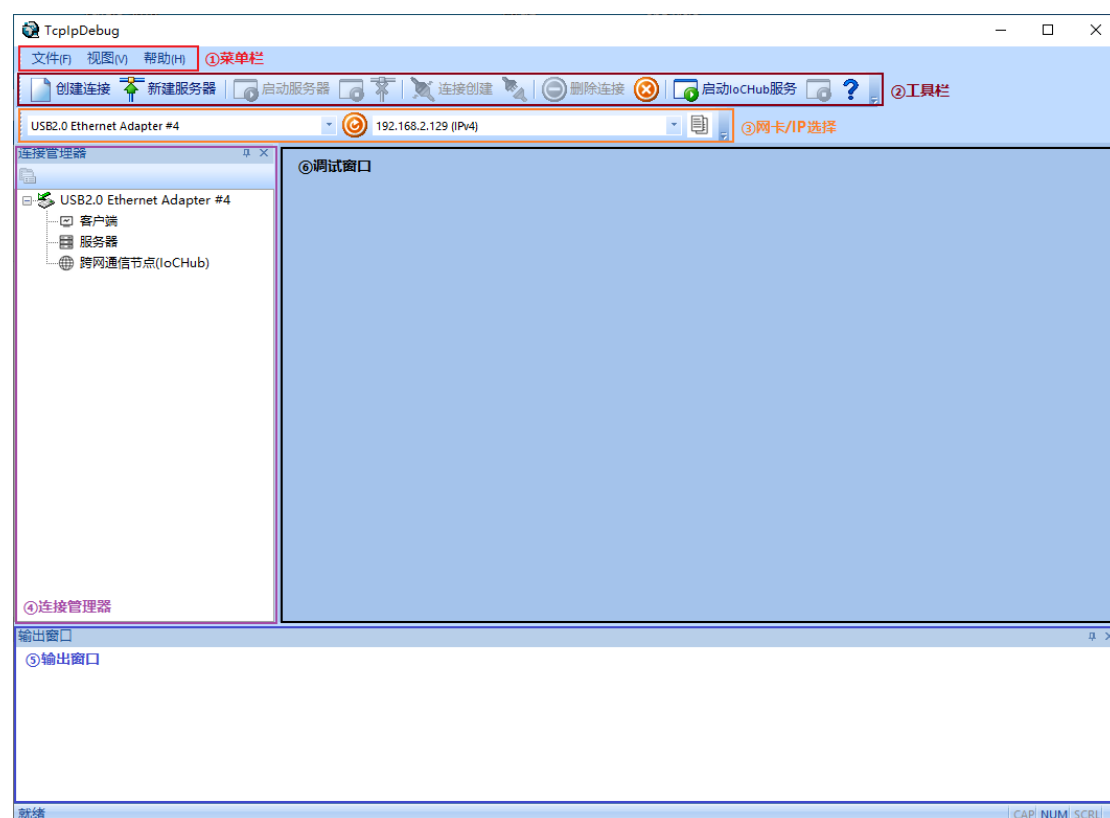 TcpIpDebug
文件(F) 视图(V) 帮助(H) ①菜单栏
创建连接 新建服务器 启动服务器 连接创建 删除连接 启动IoCHub服务 ? ②工具栏
USB2.0 Ethernet Adapter #4 192.168.2.129 (IPv4) ③网卡/IP选择
连接管理器
⑥调试窗口
USB2.0 Ethernet Adapter #4
客户端
服务器
跨网通信节点(IoCHub)
④连接管理器
输出窗口
⑤输出窗口
就绪 CAP NUM SCRL